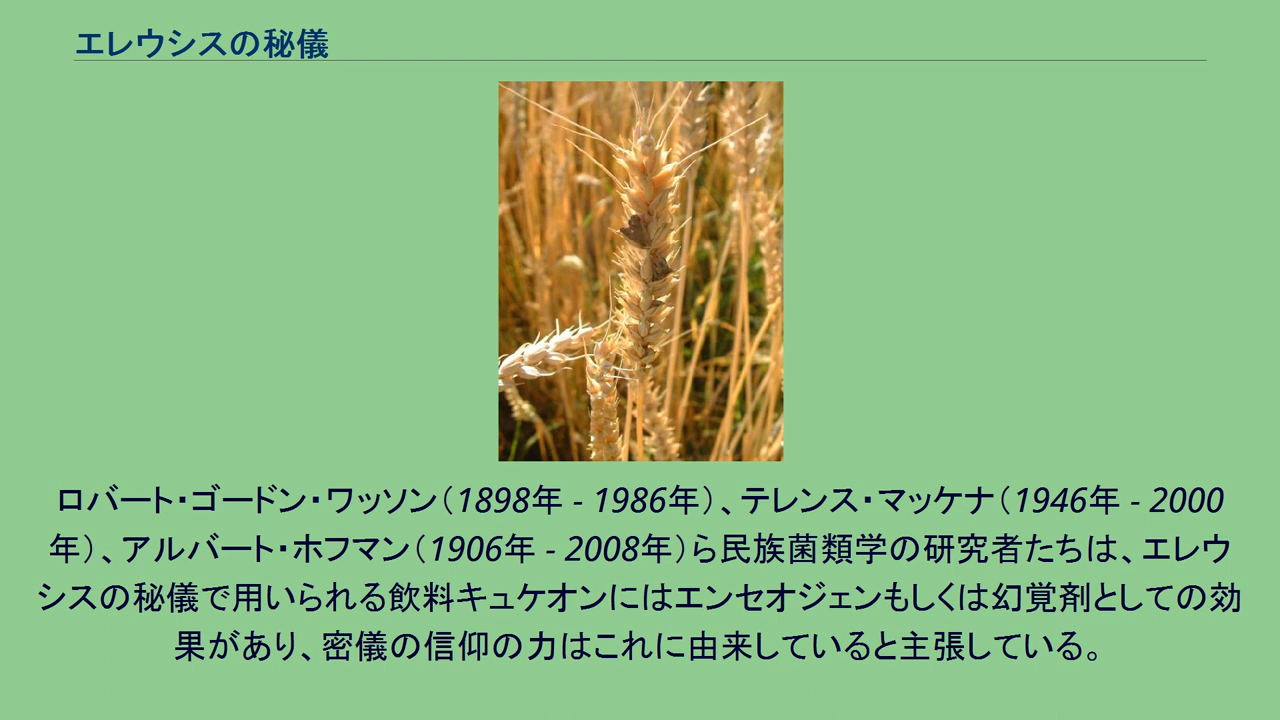 エレウシスの秘儀
ロバート・ゴードン・ワッソン（1898年 - 1986年）、テレンス・マッケナ（1946年 - 2000
年）、アルバート・ホフマン（1906年 - 2008年）ら民族菌類学の研究者たちは、エレウ
シスの秘儀で用いられる飲料キュケオンにはエンセオジェンもしくは幻覚剤としての効
果があり、密儀の信仰の力はこれに由来していると主張している。